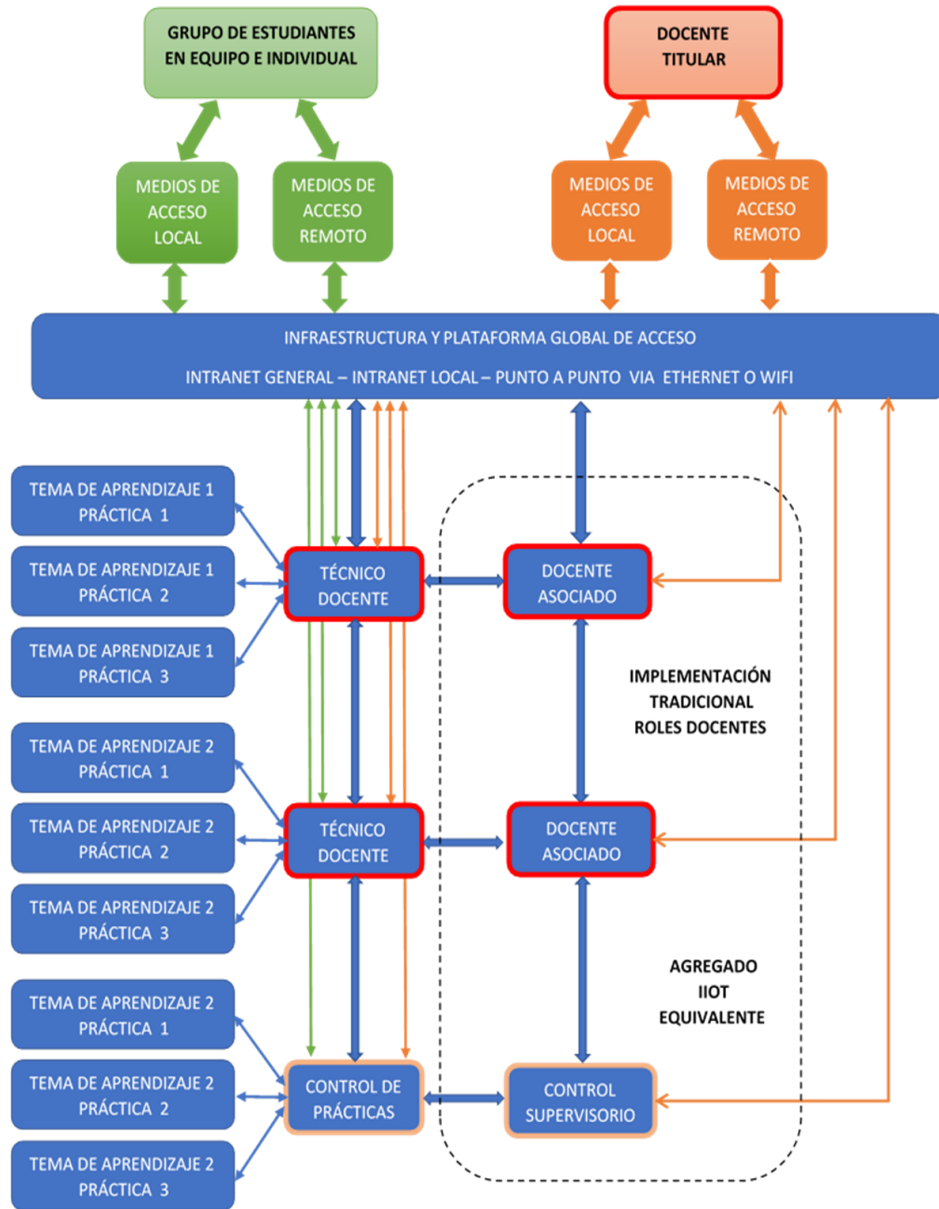 GRUPO DE ESTUDIANTES
EN EQUIPO E INDIVIDUAL
DOCENTE
TITULAR
MEDIOS DE
ACCESO
LOCAL
MEDIOS DE
ACCESO
REMOTO
MEDIOS DE
ACCESO
LOCAL
MEDIOS DE
ACCESO
REMOTO
INFRAESTRUCTURA Y PLATAFORMA GLOBAL DE ACCESO
INTRANET GENERAL – INTRANET LOCAL – PUNTO A PUNTO VIA ETHERNET O WIFI
TEMA DE APRENDIZAJE 1
PRÁCTICA 1
TEMA DE APRENDIZAJE 1
PRÁCTICA 2
TEMA DE APRENDIZAJE 1
PRÁCTICA 3
TÉCNICO
DOCENTE
DOCENTE
ASOCIADO
IMPLEMENTACIÓN
TRADICIONAL
ROLES DOCENTES
TEMA DE APRENDIZAJE 2
PRÁCTICA 1
TEMA DE APRENDIZAJE 2
PRÁCTICA 2
TEMA DE APRENDIZAJE 2
PRÁCTICA 3
TÉCNICO
DOCENTE
DOCENTE
ASOCIADO
AGREGADO
IIOT
EQUIVALENTE
TEMA DE APRENDIZAJE 2
PRÁCTICA 1
TEMA DE APRENDIZAJE 2
PRÁCTICA 2
TEMA DE APRENDIZAJE 2
PRÁCTICA 3
CONTROL DE
PRÁCTICAS
CONTROL
SUPERVISORIO